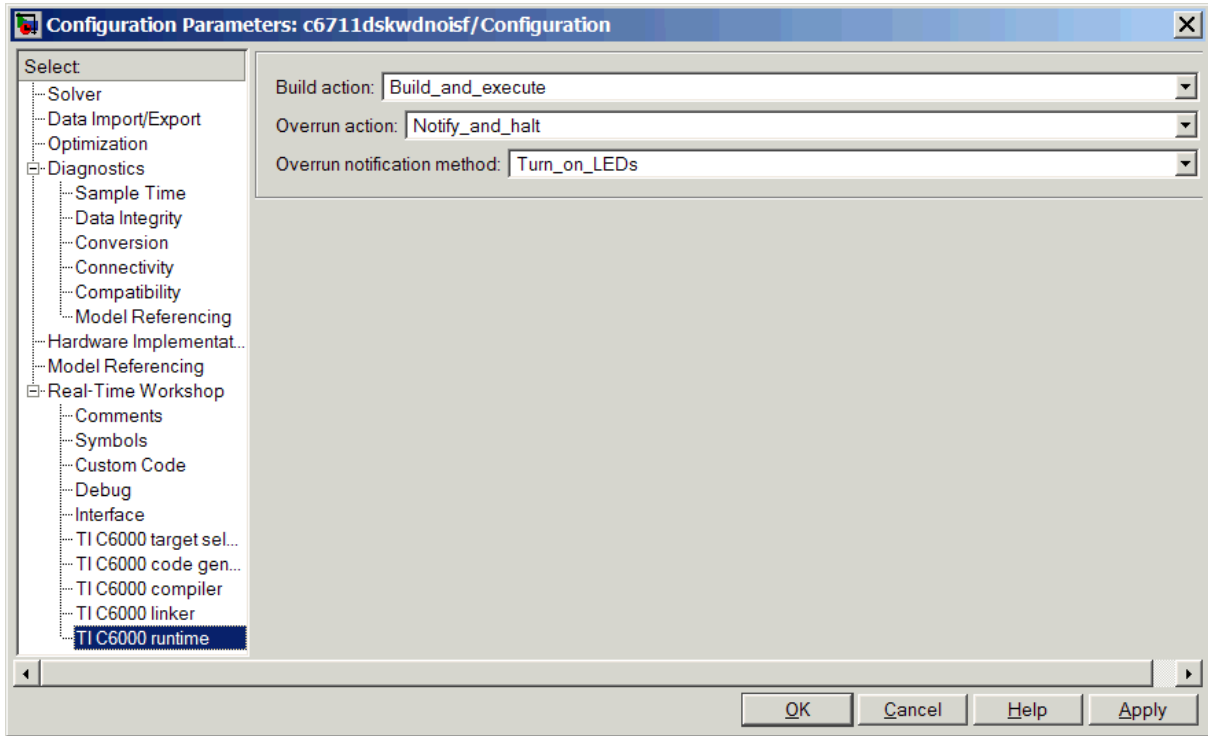 Configuration Parameters: c6711dskwdnoisf/Configuration
Select:
Solver
Data Import/Export
Optimization
Diagnostics
Sample Time
Data Integrity
Conversion
Connectivity
Compatibility
Model Referencing
Hardware Implementat...
Model Referencing
Real-Time Workshop
Comments
Symbols
Custom Code
Debug
Interface
TI C6000 target sel...
TI C6000 code gen...
TI C6000 compiler
TI C6000 linker
TI C6000 runtime
Build action: Build_and_execute
Overrun action: Notify_and_halt
Overrun notification method: Turn_on_LEDs
OK Cancel Help Apply